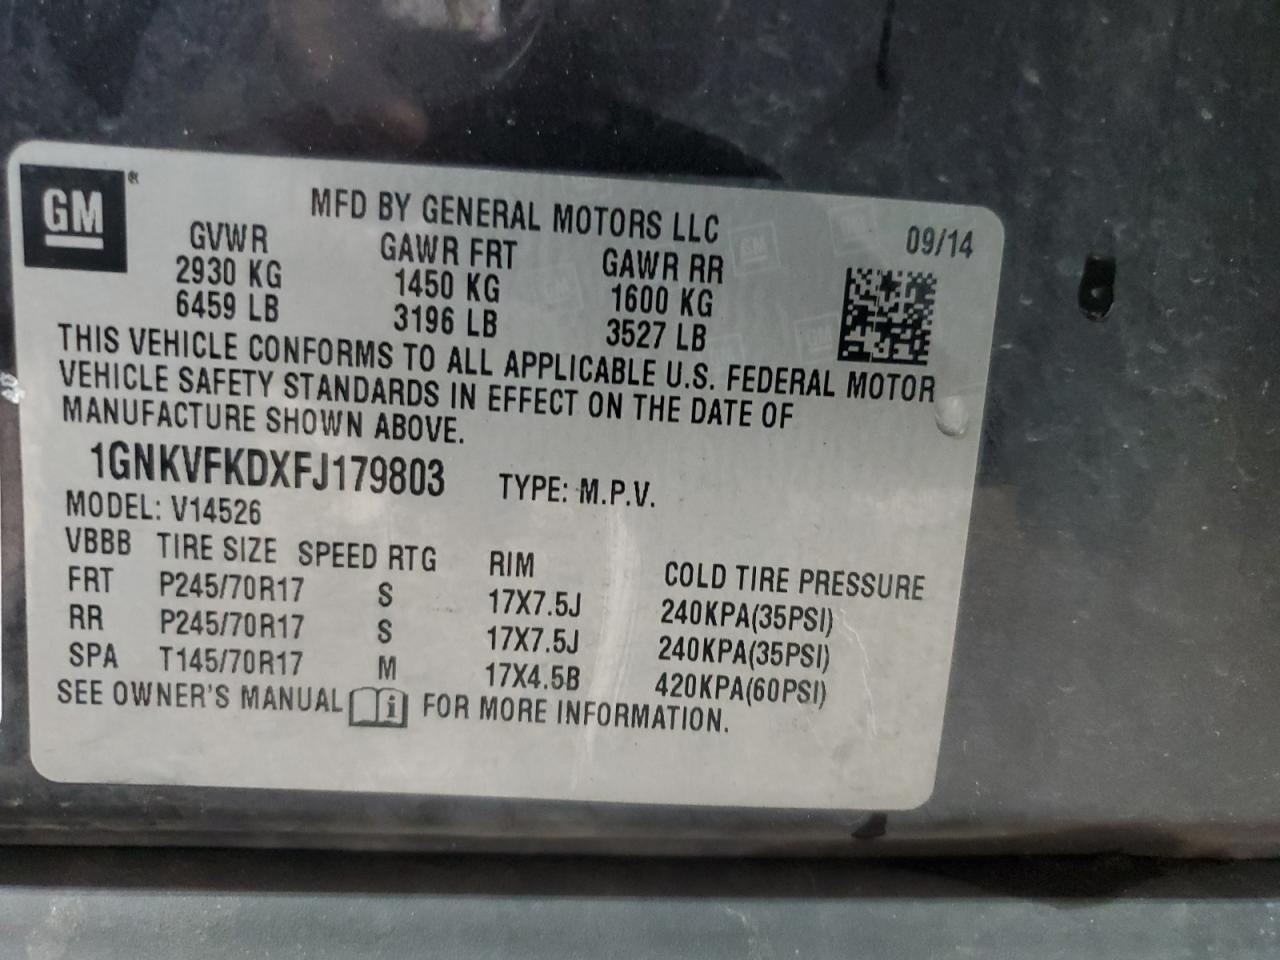 GM®
MFD BY GENERAL MOTORS LLC
09/14
GVWR GAWR FRT GAWR RR
2930 KG 1450 KG 1600 KG
6459 LB 3196 LB 3527 LB
THIS VEHICLE CONFORMS TO ALL APPLICABLE U.S. FEDERAL MOTOR
VEHICLE SAFETY STANDARDS IN EFFECT ON THE DATE OF
MANUFACTURE SHOWN ABOVE.
1GNKVFKDXFJ179803 TYPE: M.P.V.
MODEL: V14526
VBBB TIRE SIZE SPEED RTG RIM COLD TIRE PRESSURE
FRT P245/70R17 S 17X7.5J 240KPA(35PSI)
RR P245/70R17 S 17X7.5J 240KPA(35PSI)
SPA T145/70R17 M 17X4.5B 420KPA(60PSI)
SEE OWNER'S MANUAL i FOR MORE INFORMATION.